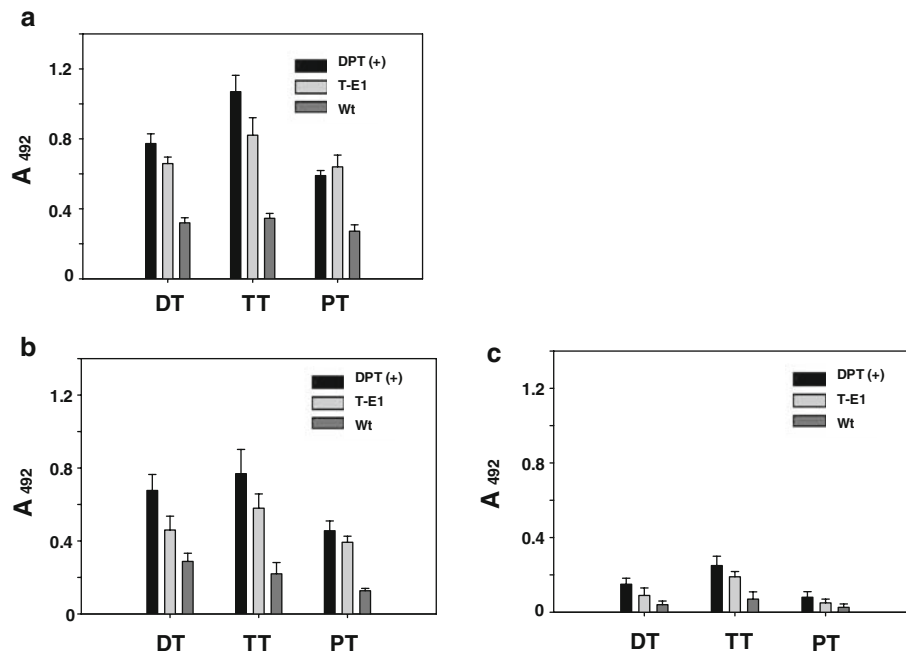 a
1.2
0.8
0.4
0
A 492
DPT (+)
T-E1
Wt
DT TT PT
b
1.2
0.8
0.4
0
A 492
DPT (+)
T-E1
Wt
DT TT PT
c
1.2
0.8
0.4
0
A 492
DPT (+)
T-E1
Wt
DT TT PT